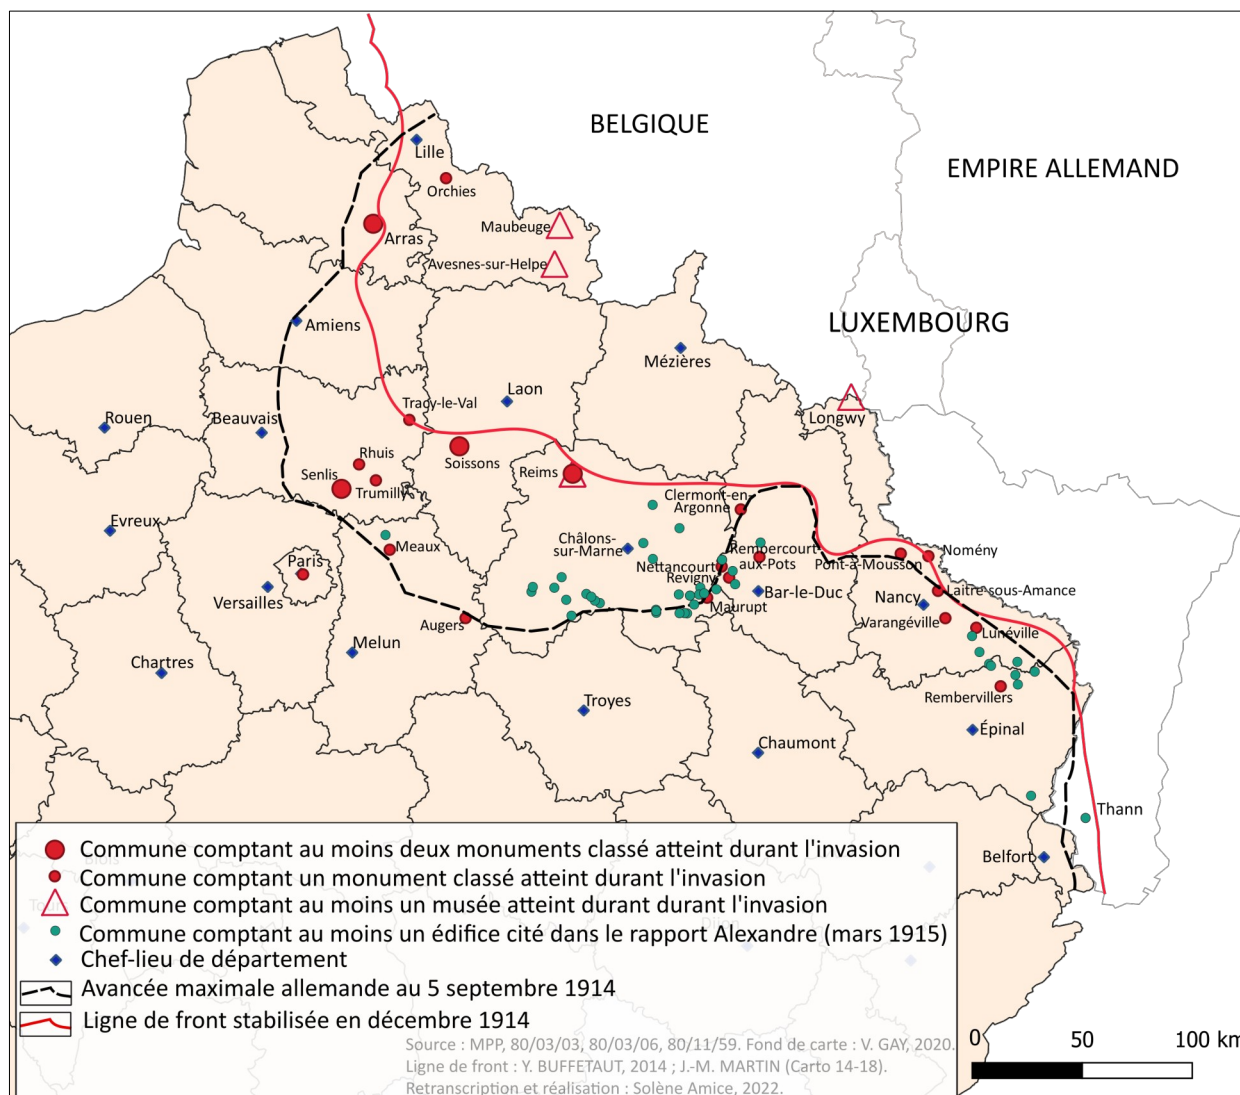 BELGIQUE
EMPIRE ALLEMAND
LUXEMBOURG
Lille
Orchies
Maubeuge
Arras
Avesnes-sur-Helpe
Amiens
Mézières
Laon
Tracy-le-Val
Longwy
Rouen
Beauvais
Rhuis
Soissons
Senlis
Reims
Trumilly
Clermont-en-
Argonne
Evreux
Meaux
Châlons-
sur-Marne
Rempercourt-
aux-Pots
Nomény
Paris
Nettancourt
Pont-à-Mousson
Revigny
Versailles
Bar-le-Duc
Laitre-sous-Amance
Nancy
Maurupt
Augers
Varangéville
Lunéville
Melun
Chartres
Troyes
Rembervillers
Épinal
Chaumont
Thann
Belfort
Dijon
Commune comptant au moins deux monuments classé atteint durant l'invasion
Commune comptant un monument classé atteint durant l'invasion
Commune comptant au moins un musée atteint durant durant l'invasion
Commune comptant au moins un édifice cité dans le rapport Alexandre (mars 1915)
Chef-lieu de département
Avancée maximale allemande au 5 septembre 1914
Ligne de front stabilisée en décembre 1914
Source : MPP, 80/03/03, 80/03/06, 80/11/59. Fond de carte : V. GAY, 2020.
Ligne de front : Y. BUFFETAUT, 2014 ; J.-M. MARTIN (Carto 14-18).
Retranscription et réalisation : Solène Amice, 2022.
0 50 100 km